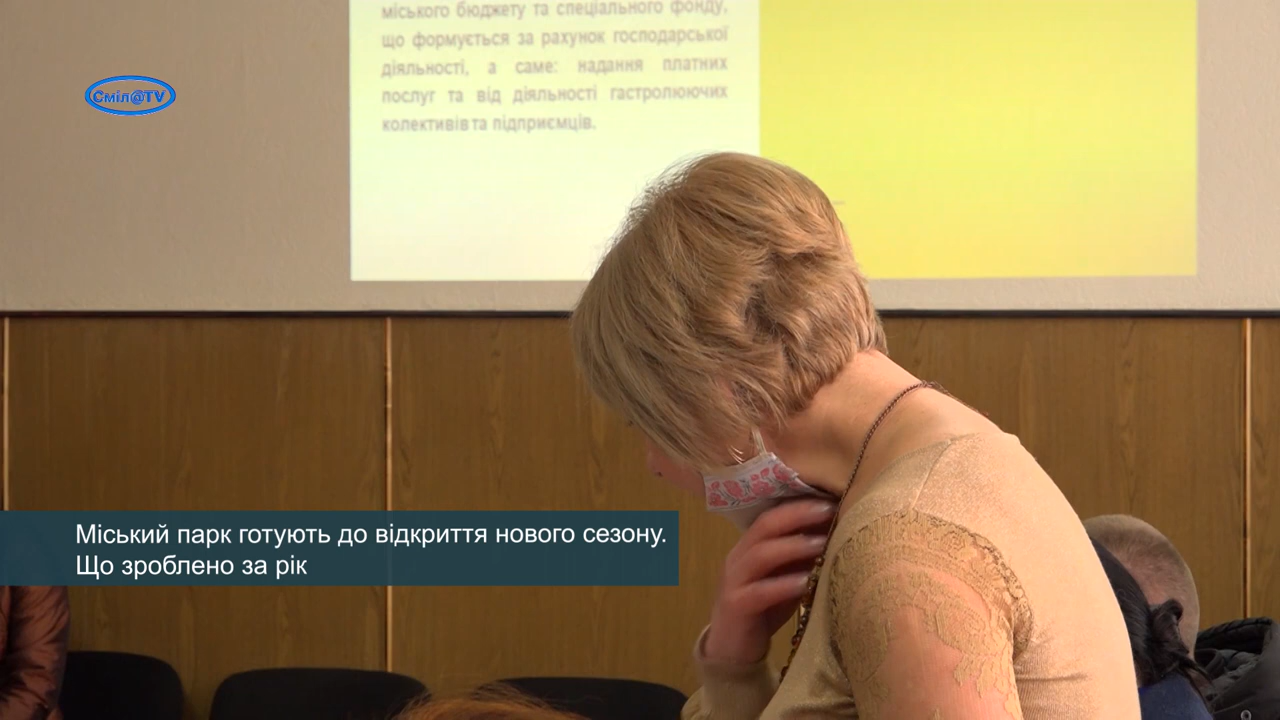 міського бюджету та спеціального фонду,
що формується за рахунок господарської
діяльності, а саме: надання платних
послуг та від діяльності гастролюючих
колективів та підприємців.
Сміл@TV
Міський парк готують до відкриття нового сезону.
Що зроблено за рік